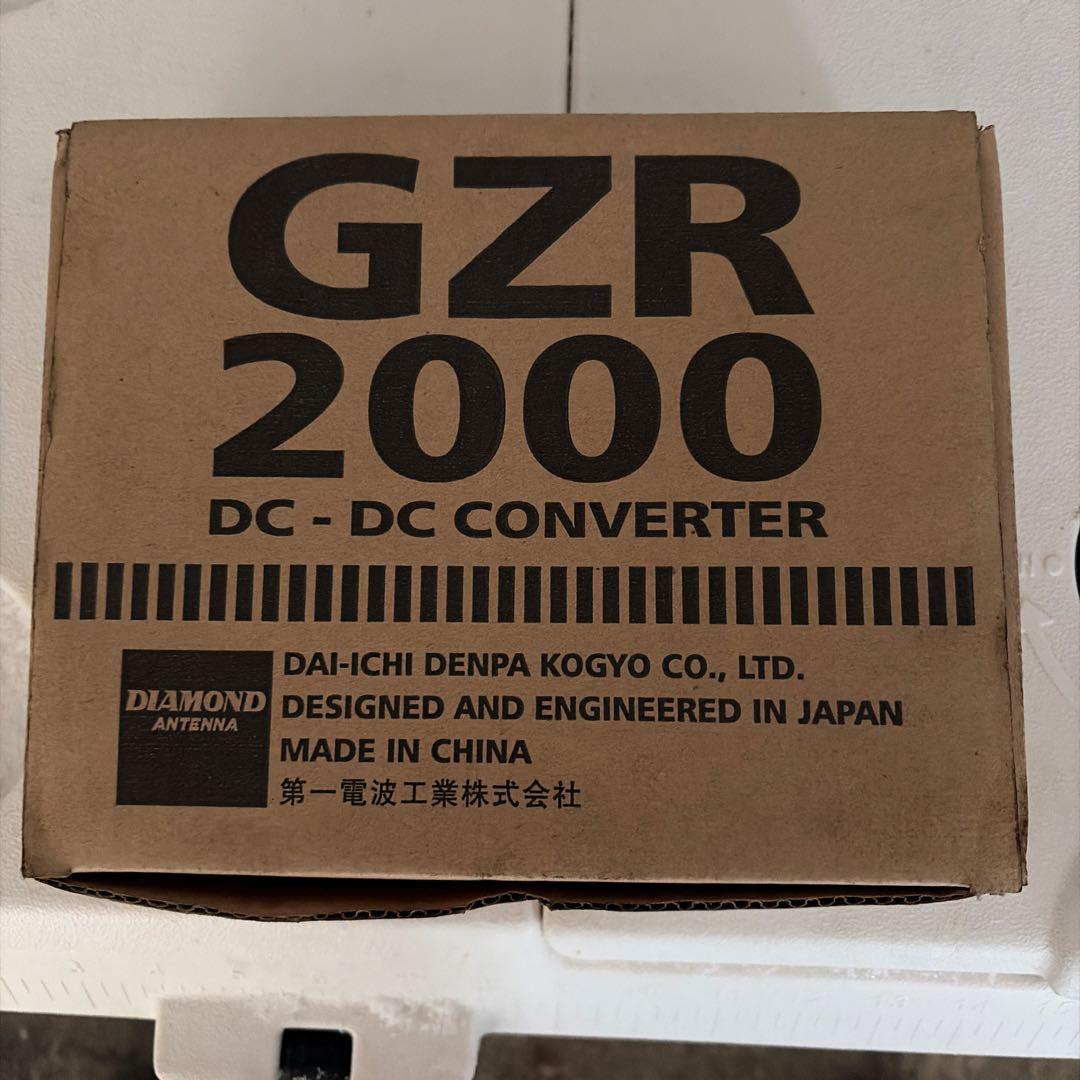 GZR
2000
DC - DC CONVERTER
DIAMOND
ANTENNA
DAI-ICHI DENPA KOGYO CO., LTD.
DESIGNED AND ENGINEERED IN JAPAN
MADE IN CHINA
第一電波工業株式会社